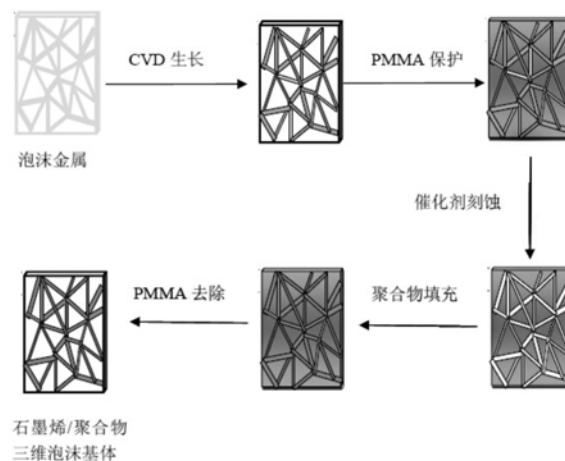 CVD 生长
PMMA 保护
泡沫金属
催化剂刻蚀
聚合物填充
PMMA 去除
石墨烯/聚合物
三维泡沫基体